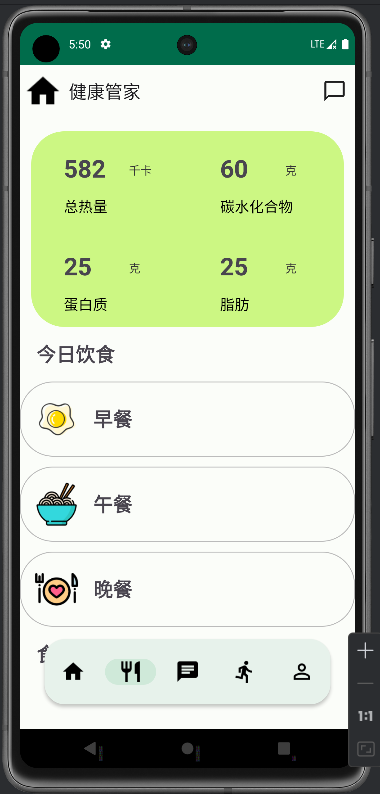 5:50 LTE
健康管家
582 千卡 60 克
总热量 碳水化合物
25 克 25 克
蛋白质 脂肪
今日饮食
早餐
午餐
晚餐
1:1